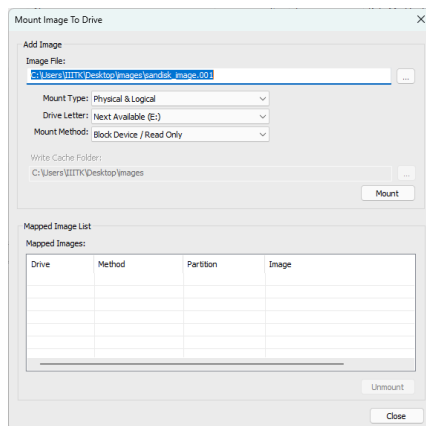 Mount Image To Drive
Add Image
Image File:
C:\Users\IIITK\Desktop\images\sandisk_image.001
...
Mount Type: Physical & Logical
Drive Letter: Next Available (E:)
Mount Method: Block Device / Read Only
Write Cache Folder:
C:\Users\IIITK\Desktop\images
...
Mount
Mapped Image List
Mapped Images:
Drive Method Partition Image
Unmount
Close